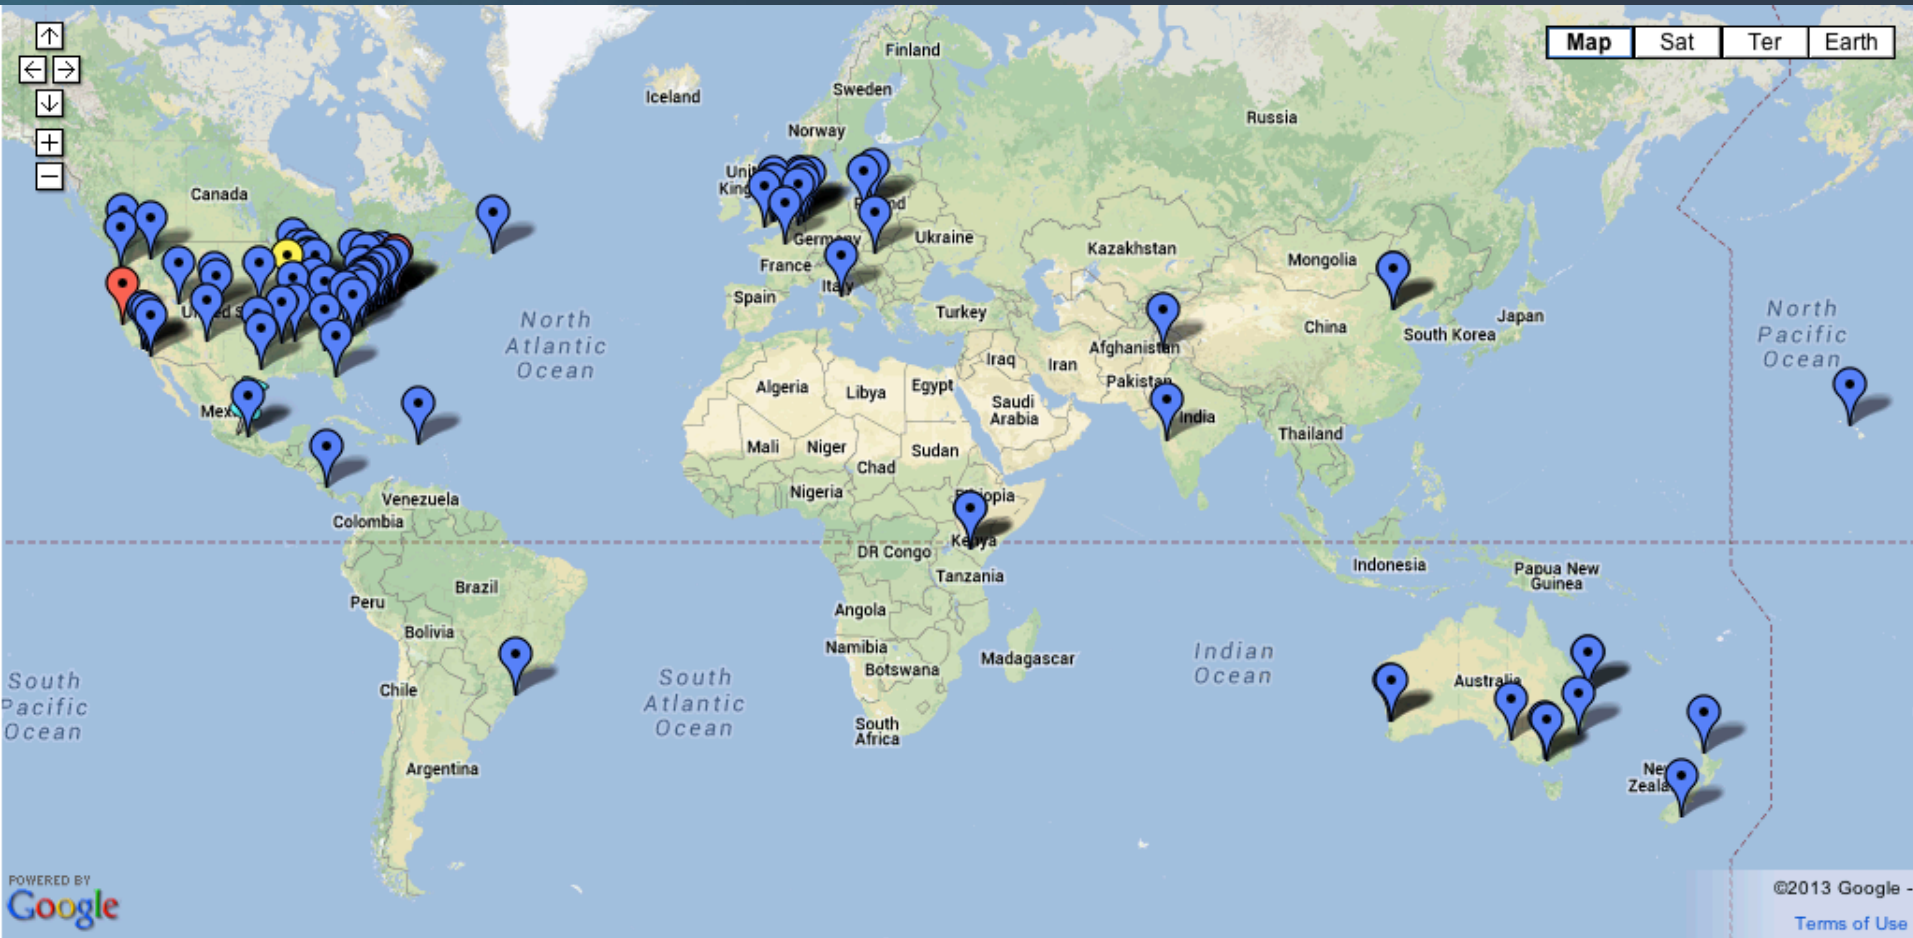 Map
Sat
Ter
Earth
Finland
Sweden
Iceland
Norway
Russia
Canada
Germany
Ukraine
France
Kazakhstan
Mongolia
Spain
Turkey
Japan
China
South Korea
North
Pacific
Ocean
North
Atlantic
Ocean
Afghanistan
Iraq
Iran
Pakistan
Algeria
Libya
Egypt
Saudi
Arabia
India
Thailand
Mali
Niger
Sudan
Chad
Nigeria
Venezuela
Colombia
DR Congo
Tanzania
Indonesia
Papua New
Guinea
Brazil
Peru
Angola
Bolivia
Namibia
Botswana
Madagascar
Indian
Ocean
Australia
South
Pacific
Ocean
South
Atlantic
Ocean
Chile
South
Africa
Argentina
POWERED BY
Google
©2013 Google -
Terms of Use